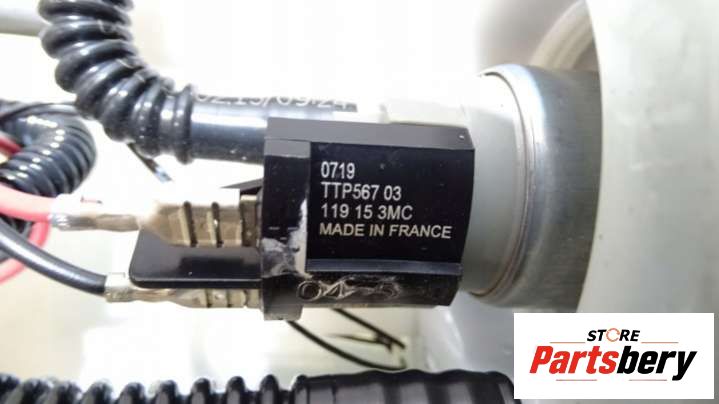 0719
TTP567 03
119 15 3MC
MADE IN FRANCE
STORE
Partsbery